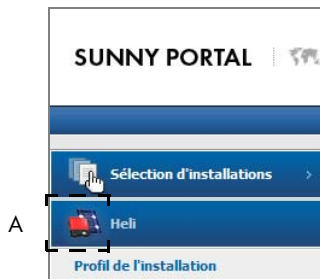 SUNNY PORTAL
Sélection d'installations
A
Heli
Profil de l'installation